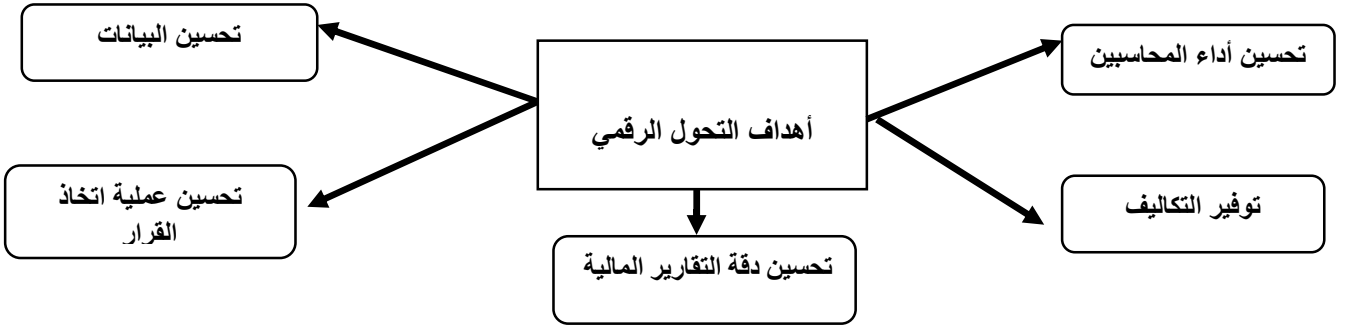 تحسين البيانات
تحسين أداء المحاسبين
أهداف التحول الرقمي
تحسين عملية اتخاذ
القرار
توفير التكاليف
تحسين دقة التقارير المالية